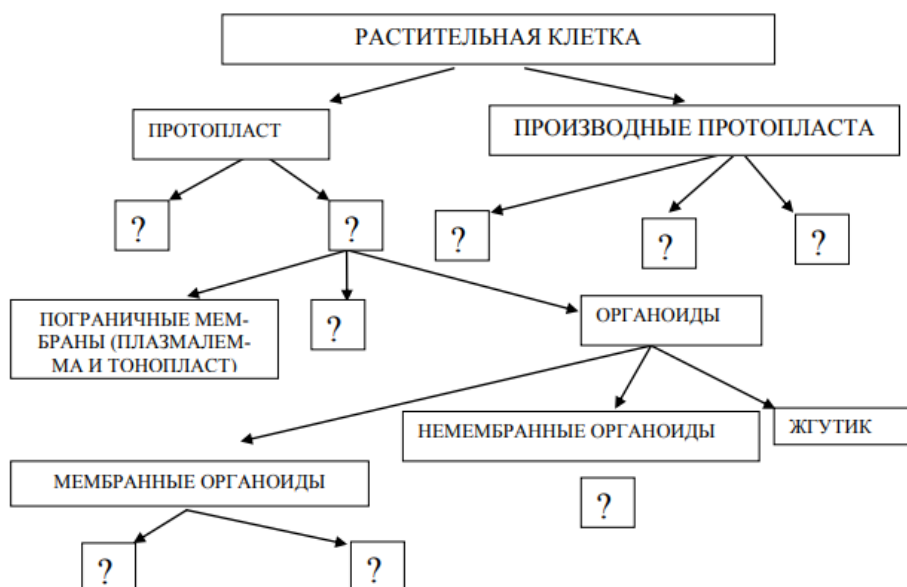 РАСТИТЕЛЬНАЯ КЛЕТКА
ПРОТОПЛАСТ
ПРОИЗВОДНЫЕ ПРОТОПЛАСТА
?
?
?
?
?
ПОГРАНИЧНЫЕ МЕМ-
БРАНЫ (ПЛАЗМАЛЕМ-
МА И ТОНОПЛАСТ)
?
ОРГАНОИДЫ
НЕМЕМБРАННЫЕ ОРГАНОИДЫ
ЖГУТИК
МЕМБРАННЫЕ ОРГАНОИДЫ
?
?
?